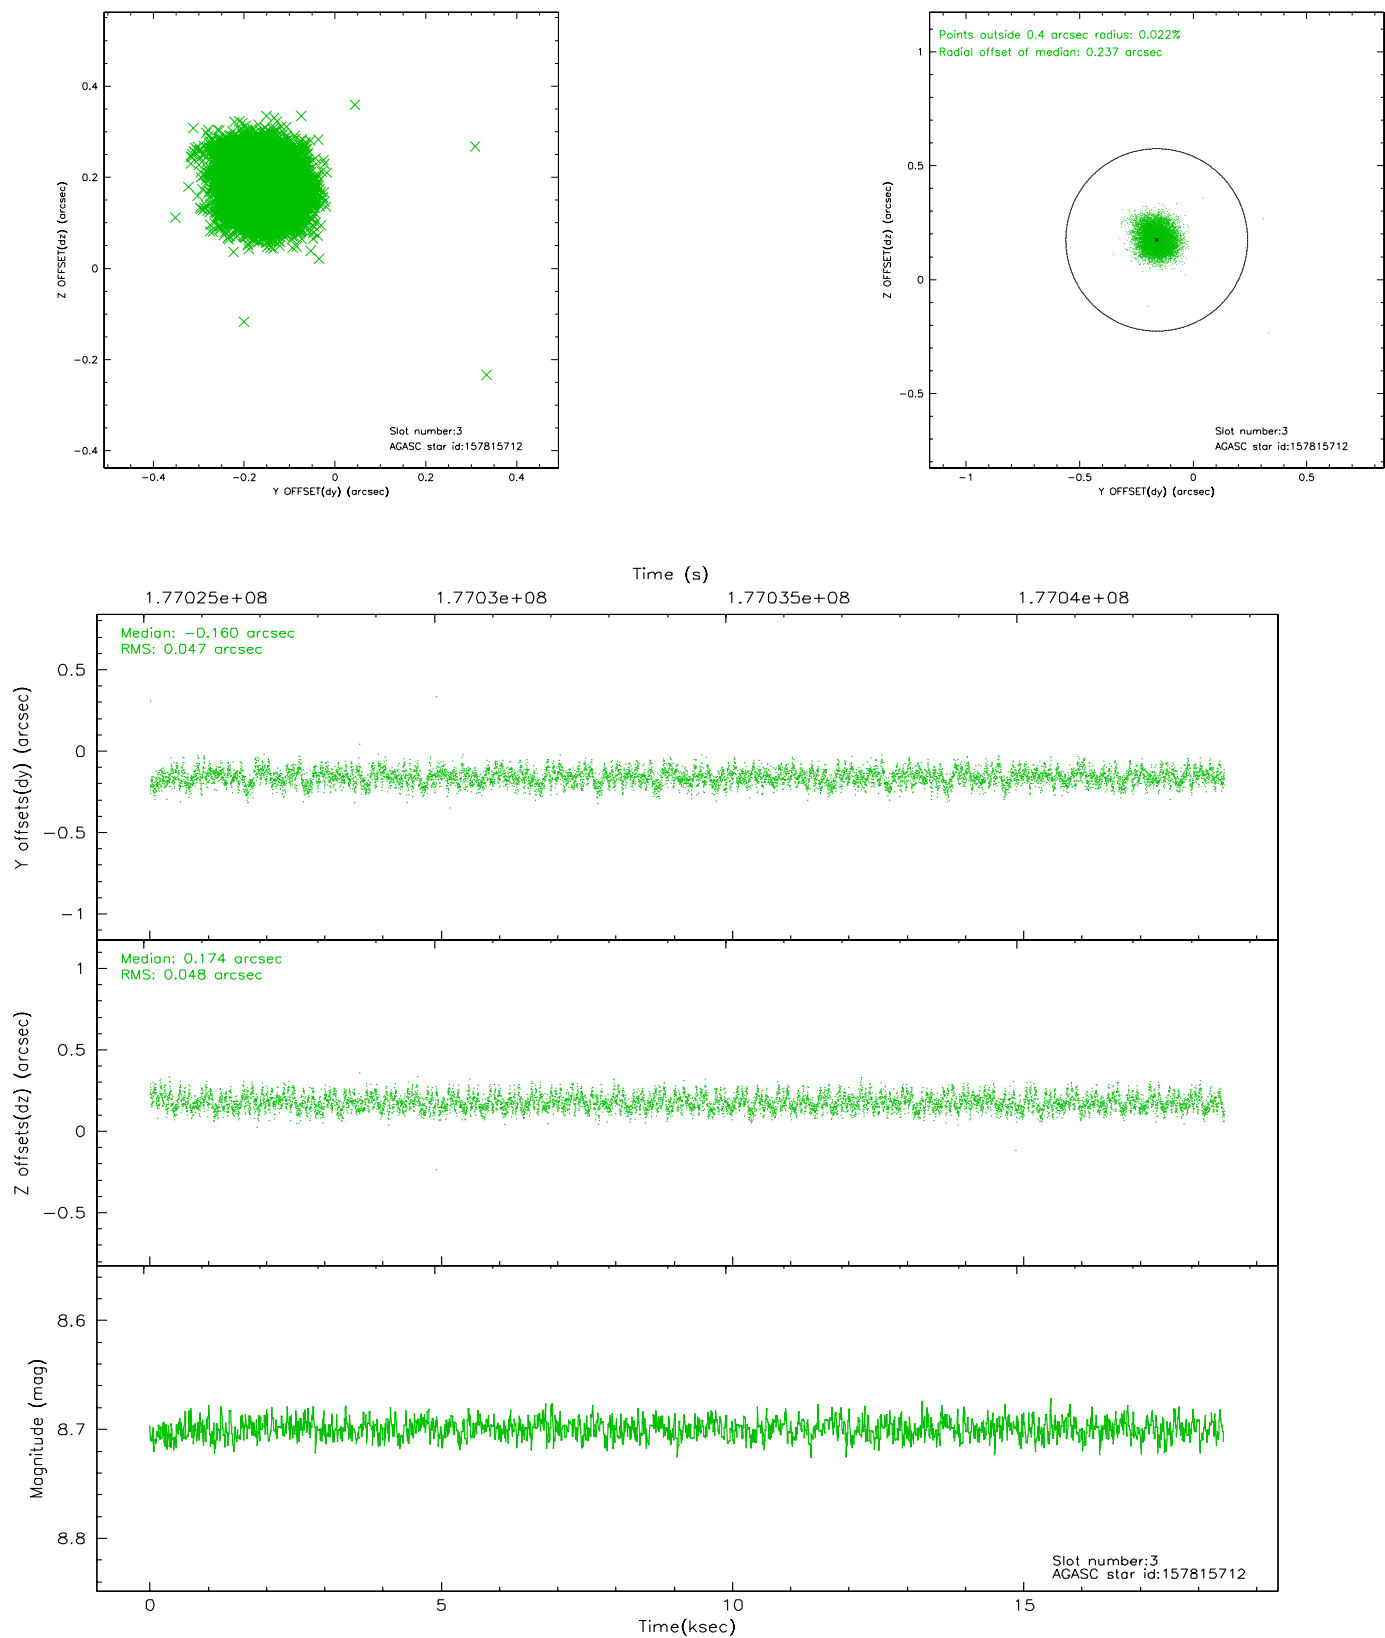 0.4
0.2
0
−0.2
−0.4
Z OFFSET(dz) (arcsec)
Slot number:3
AGASC star id:157815712
−0.4 −0.2 0 0.2 0.4
Y OFFSET(dy) (arcsec)
Points outside 0.4 arcsec radius: 0.022%
Radial offset of median: 0.237 arcsec
1
0.5
0
−0.5
Z OFFSET(dz) (arcsec)
Slot number:3
AGASC star id:157815712
−1 −0.5 0 0.5
Y OFFSET(dy) (arcsec)
Time (s)
1.77025e+08 1.7703e+08 1.77035e+08 1.7704e+08
Median: −0.160 arcsec
RMS: 0.047 arcsec
0.5
0
−0.5
−1
Y offsets(dy) (arcsec)
Median: 0.174 arcsec
RMS: 0.048 arcsec
1
0.5
0
−0.5
Z offsets(dz) (arcsec)
8.6
8.7
8.8
Magnitude (mag)
Slot number:3
AGASC star id:157815712
0 5 10 15
Time(ksec)